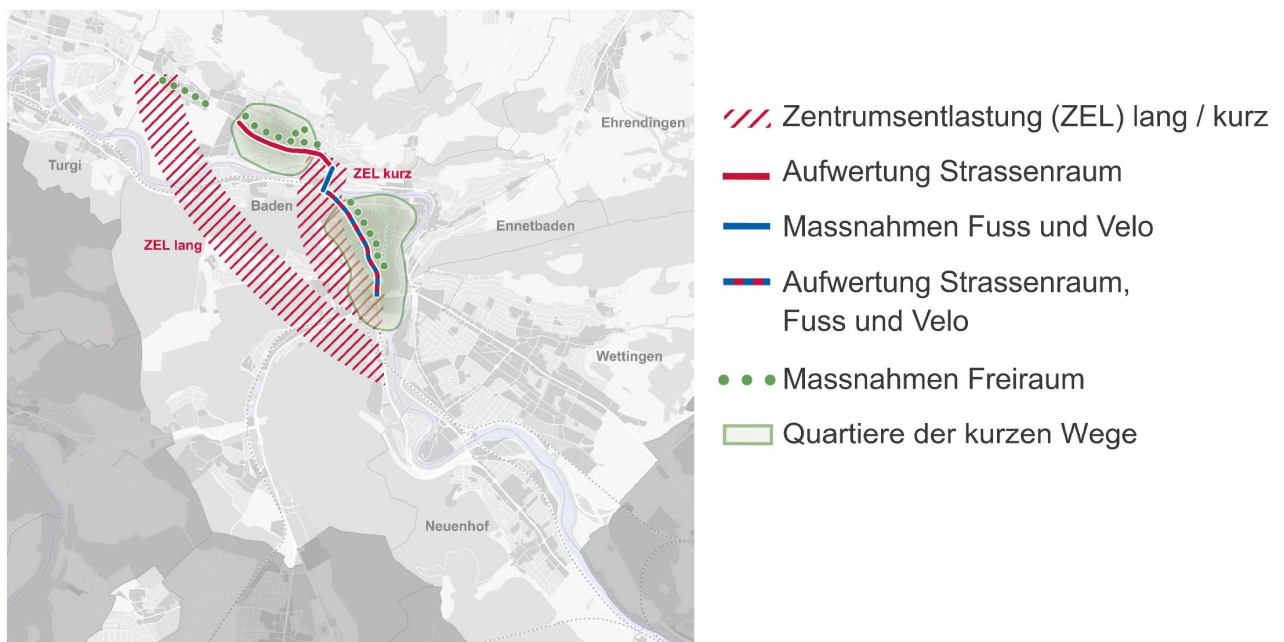 Ehrendingen
Turgi
ZEL kurz
Baden
Ennetbaden
ZEL lang
Wettingen
Neuenhof
Zentrumsentlastung (ZEL) lang / kurz
Aufwertung Strassenraum
Massnahmen Fuss und Velo
Aufwertung Strassenraum,
Fuss und Velo
Massnahmen Freiraum
Quartiere der kurzen Wege